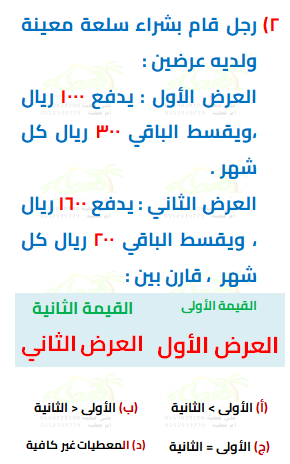 ٢) رجل قام بشراء سلعة معينة
ولديه عرضين :
العرض الأول : يدفع ١٠٠٠ ريال
،ويقسط الباقي ٣٠٠ ريال كل
شهر .
العرض الثاني : يدفع ١٦٠٠ ريال
، ويقسط الباقي ٢٠٠ ريال كل
شهر ، قارن بين :
القيمة الأولى القيمة الثانية
العرض الأول العرض الثاني
(أ) الأولى > الثانية (ب) الأولى < الثانية
(ج) الأولى = الثانية (د) المعطيات غير كافية